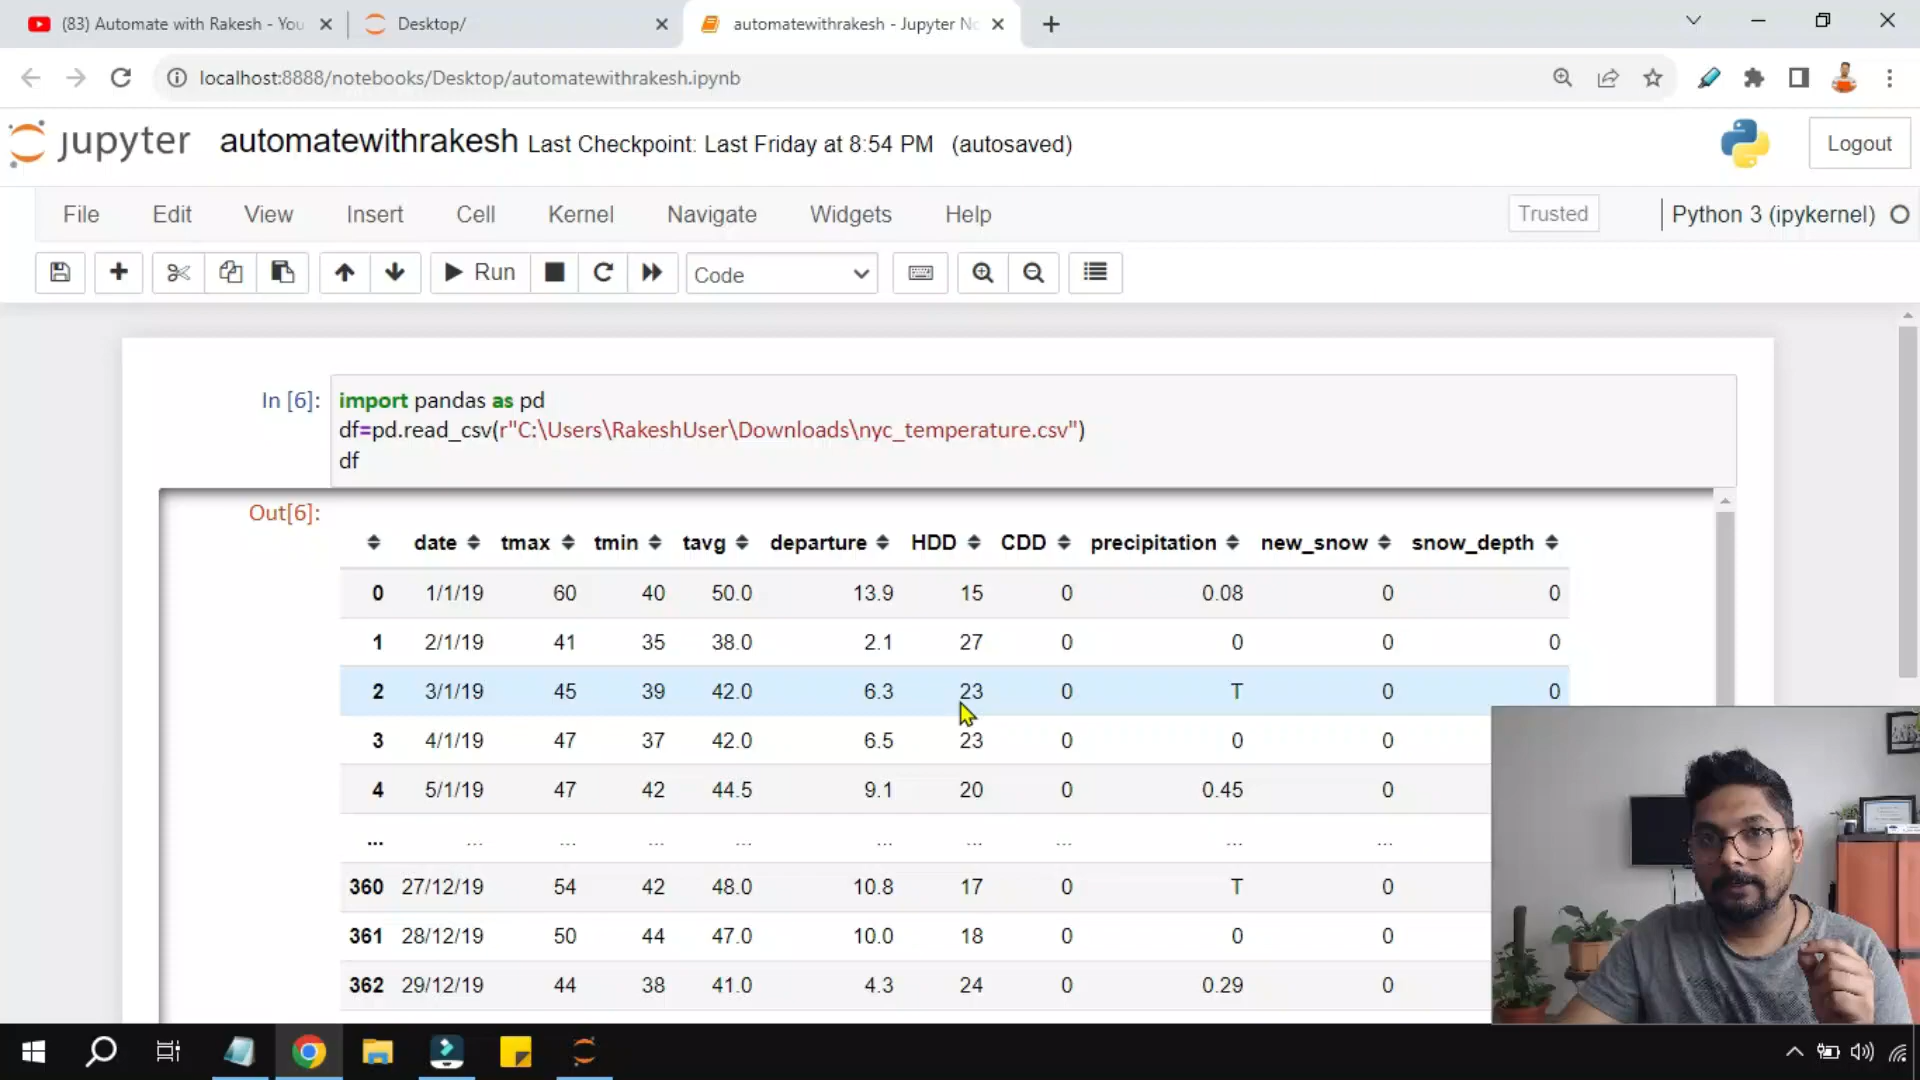 (83) Automate with Rakesh - You
Desktop/
automatewithrakesh - Jupyter No
localhost:8888/notebooks/Desktop/automatewithrakesh.ipynb
jupyter automatewithrakesh Last Checkpoint: Last Friday at 8:54 PM (autosaved)
Logout
File Edit View Insert Cell Kernel Navigate Widgets Help
Trusted Python 3 (ipykernel)
Run Code
In [6]: import pandas as pd
df=pd.read_csv(r"C:\Users\RakeshUser\Downloads\nyc_temperature.csv")
df
Out[6]:
date tmax tmin tavg departure HDD CDD precipitation new_snow snow_depth
0 1/1/19 60 40 50.0 13.9 15 0 0.08 0 0
1 2/1/19 41 35 38.0 2.1 27 0 0 0 0
2 3/1/19 45 39 42.0 6.3 23 0 T 0 0
3 4/1/19 47 37 42.0 6.5 23 0 0 0
4 5/1/19 47 42 44.5 9.1 20 0 0.45 0
... ... ... ... ... ... ... ... ... ...
360 27/12/19 54 42 48.0 10.8 17 0 T 0
361 28/12/19 50 44 47.0 10.0 18 0 0 0
362 29/12/19 44 38 41.0 4.3 24 0 0.29 0